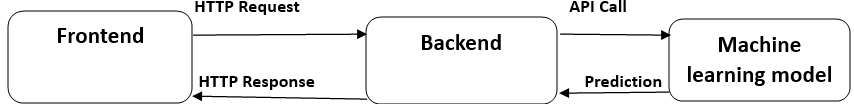 HTTP Request
API Call
Frontend
Backend
Machine
learning model
HTTP Response
Prediction